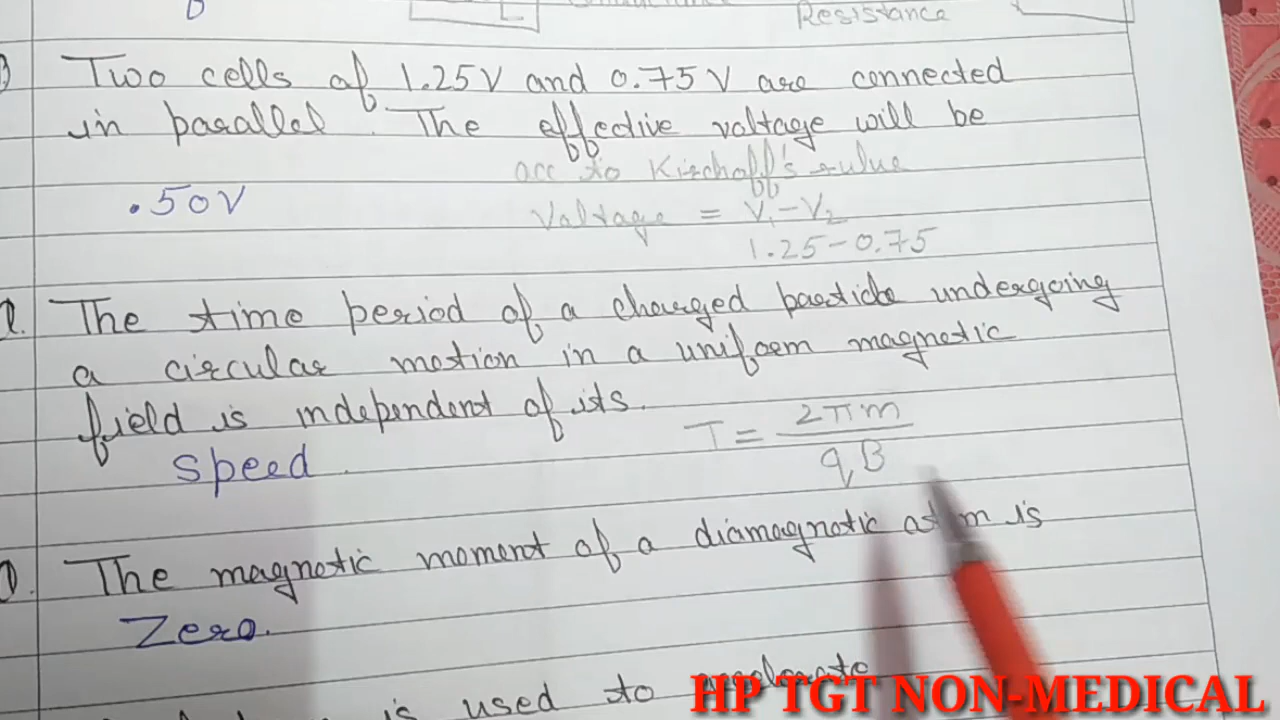 Resistance
Two cells of 1.25V and 0.75V are connected
in parallel. The effective voltage will be
acc to Kirchoff's rulue
.50V
Voltage = V₁-V₂
1.25-0.75
The time period of a charged particle undergoing
a circular motion in a uniform magnetic
field is independent of its.
T = 2πm / qB
speed.
The magnetic moment of a diamagnetic is
Zero.
is used to accelerate
HP TGT NON-MEDICAL